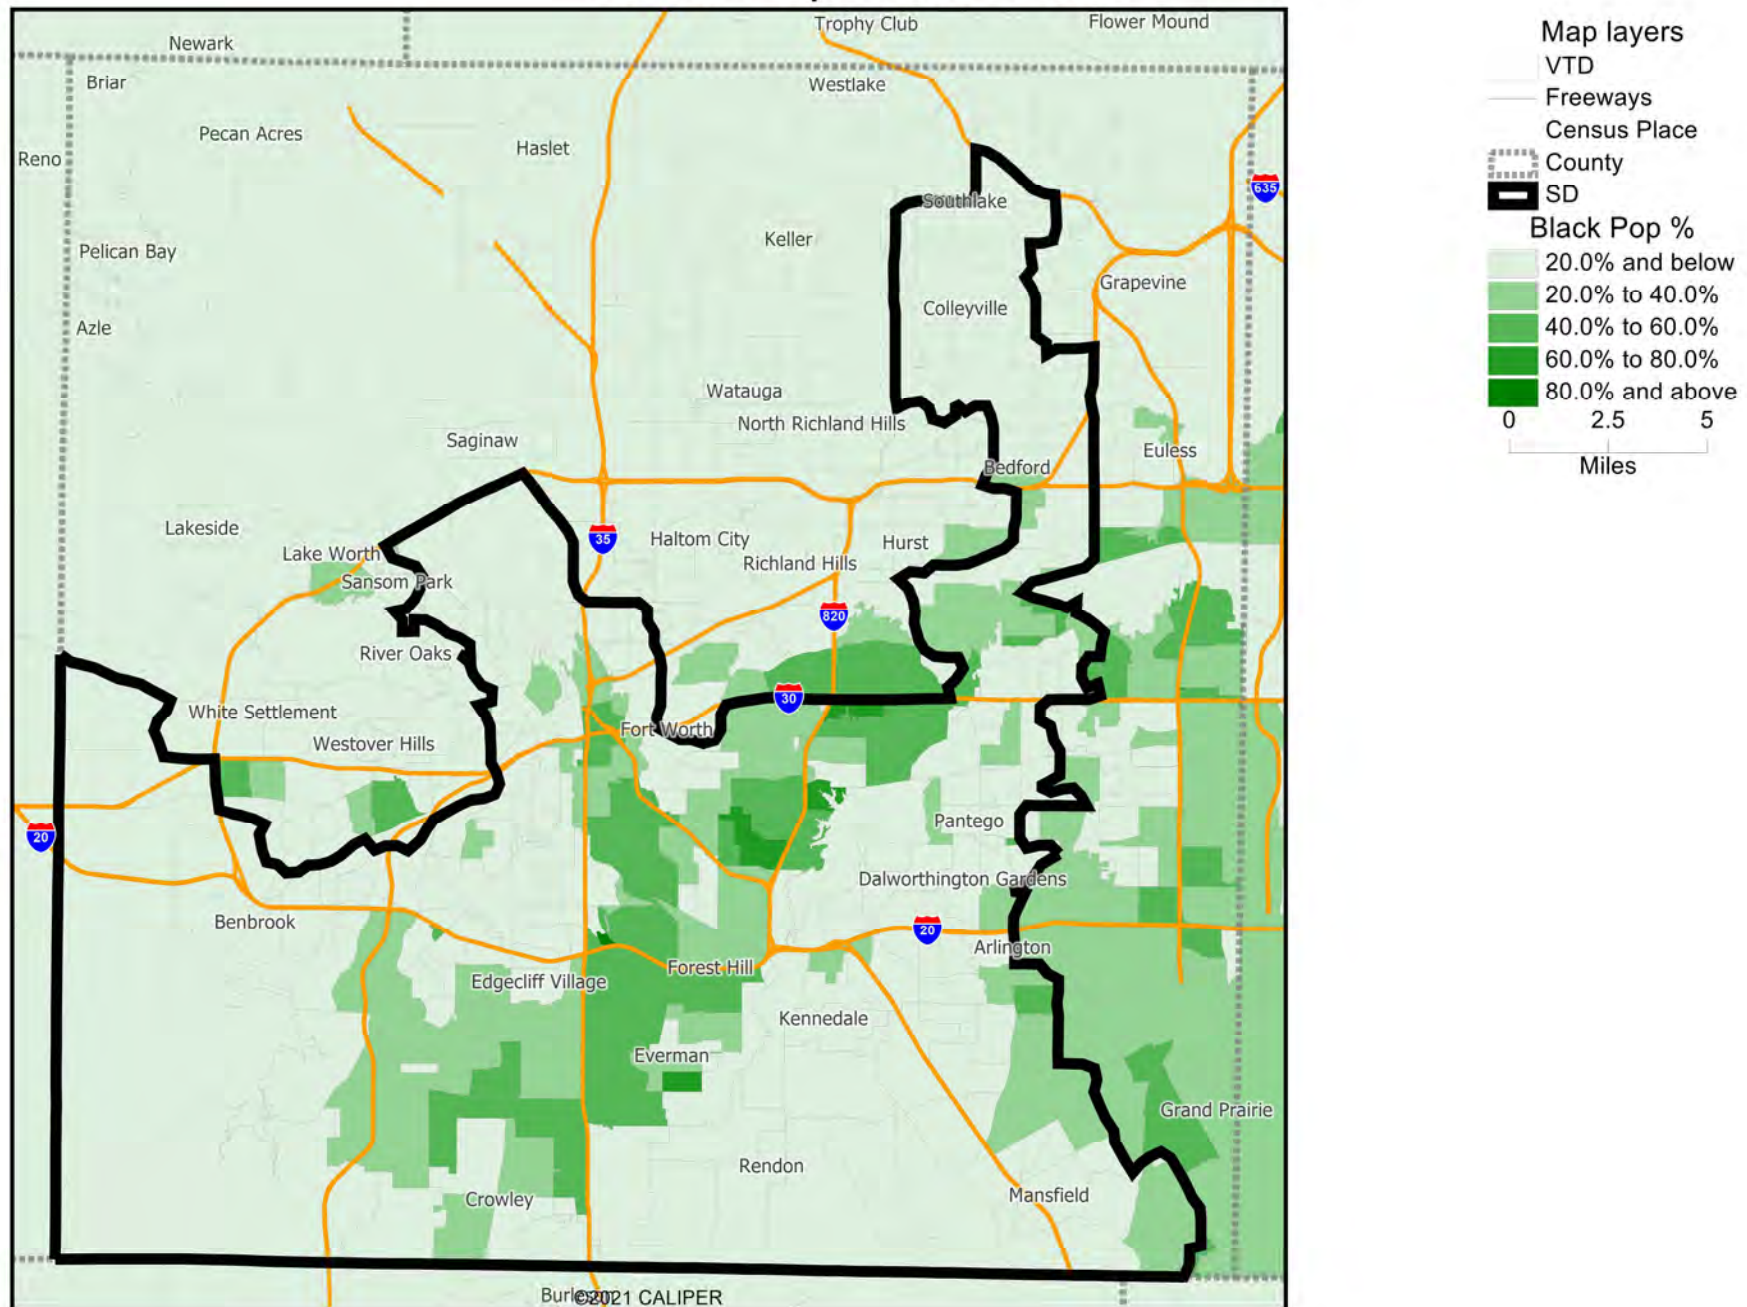 Trophy Club
Flower Mound
Newark
Briar
Westlake
Pecan Acres
Haslet
Reno
635
Southlake
Keller
Pelican Bay
Grapevine
Colleyville
Azle
Watauga
North Richland Hills
Saginaw
Euless
Bedford
Lakeside
35
Haltom City
Hurst
Lake Worth
Richland Hills
Sansom Park
820
River Oaks
30
White Settlement
Fort Worth
Westover Hills
20
Pantego
Dalworthington Gardens
Benbrook
20
Arlington
Forest Hill
Edgecliff Village
Kennedale
Everman
Grand Prairie
Rendon
Crowley
Mansfield
Burleson
©2021 CALIPER
Map layers
VTD
Freeways
Census Place
County
SD
Black Pop %
20.0% and below
20.0% to 40.0%
40.0% to 60.0%
60.0% to 80.0%
80.0% and above
0 2.5 5
Miles